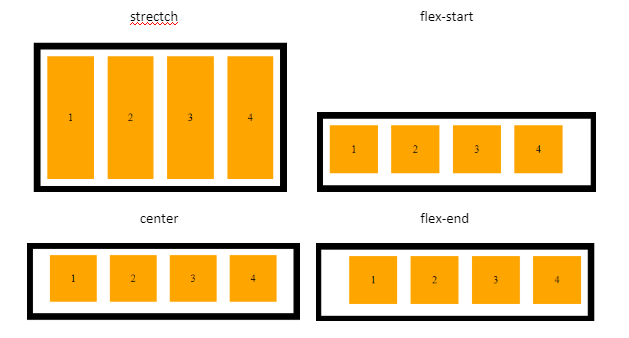 strectch
flex-start
1 2 3 4
1 2 3 4
center
flex-end
1 2 3 4
1 2 3 4